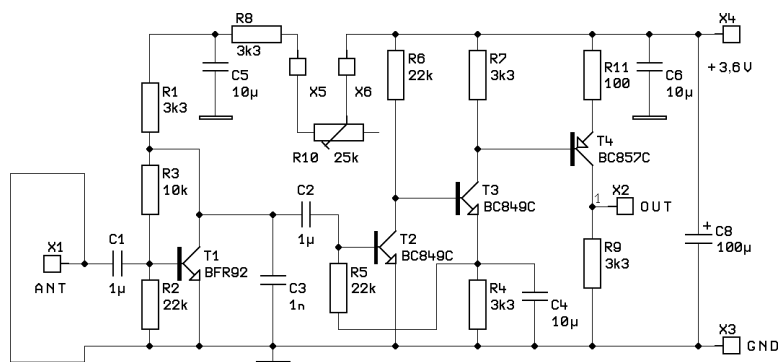 R8
3k3
C5
10µ
X5
X6
R10 25k
R1
3k3
R3
10k
R6
22k
R7
3k3
R11
100
C6
10µ
X4
+3,6V
T4
BC857C
T3
BC849C
1
X2
OUT
C2
1µ
T2
BC849C
X1
ANT
C1
1µ
T1
BFR92
R2
22k
C3
1n
R5
22k
R4
3k3
C4
10µ
R9
3k3
+
C8
100µ
X3
GND